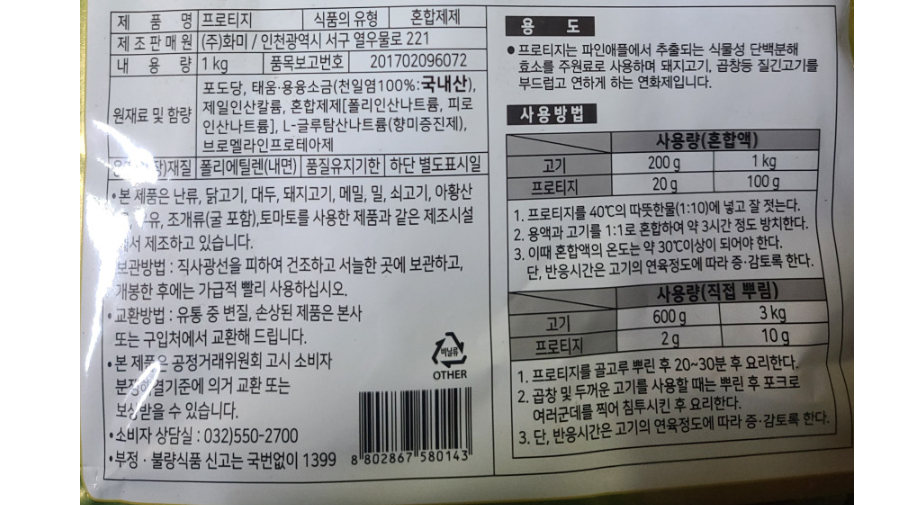 제 품 명 프로티지 식품의 유형 혼합제제
제조판매원 (주)화미 / 인천광역시 서구 열우물로 221
내 용 량 1kg 품목보고번호 201702096072
원재료 및 함량 포도당, 태움·용융소금(천일염100%:국내산),
제일인산칼륨, 혼합제제[폴리인산나트륨, 피로
인산나트륨], L-글루탐산나트륨(향미증진제),
브로멜라인프로테아제
재질 폴리에틸렌(내면) 품질유지기한 하단 별도표시일
•본 제품은 난류, 닭고기, 대두, 돼지고기, 메밀, 밀, 쇠고기, 아황산
조개류(굴 포함),토마토를 사용한 제품과 같은 제조시설
에서 제조하고 있습니다.
보관방법 : 직사광선을 피하여 건조하고 서늘한 곳에 보관하고,
개봉한 후에는 가급적 빨리 사용하십시오.
•교환방법 : 유통 중 변질, 손상된 제품은 본사
또는 구입처에서 교환해 드립니다.
•본 제품은 공정거래위원회 고시 소비자
분쟁해결기준에 의거 교환 또는
보상받을 수 있습니다.
•소비자 상담실 : 032)550-2700
•부정·불량식품 신고는 국번없이 1399
비닐류
OTHER
8 802867 580143
용 도
● 프로티지는 파인애플에서 추출되는 식물성 단백분해
효소를 주원료로 사용하며 돼지고기, 곱창등 질긴고기를
부드럽고 연하게 하는 연화제입니다.
사용방법
사용량(혼합액)
고기 200g 1kg
프로티지 20g 100g
1. 프로티지를 40℃의 따뜻한물(1:10)에 넣고 잘 젓는다.
2. 용액과 고기를 1:1로 혼합하여 약 3시간 정도 방치한다.
3. 이때 혼합액의 온도는 약 30℃이상이 되어야 한다.
단, 반응시간은 고기의 연육정도에 따라 증·감토록 한다.
사용량(직접 뿌림)
고기 600g 3kg
프로티지 2g 10g
1. 프로티지를 골고루 뿌린 후 20~30분 후 요리한다.
2. 곱창 및 두꺼운 고기를 사용할 때는 뿌린 후 포크로
여러군데를 찍어 침투시킨 후 요리한다.
3. 단, 반응시간은 고기의 연육정도에 따라 증·감토록 한다.